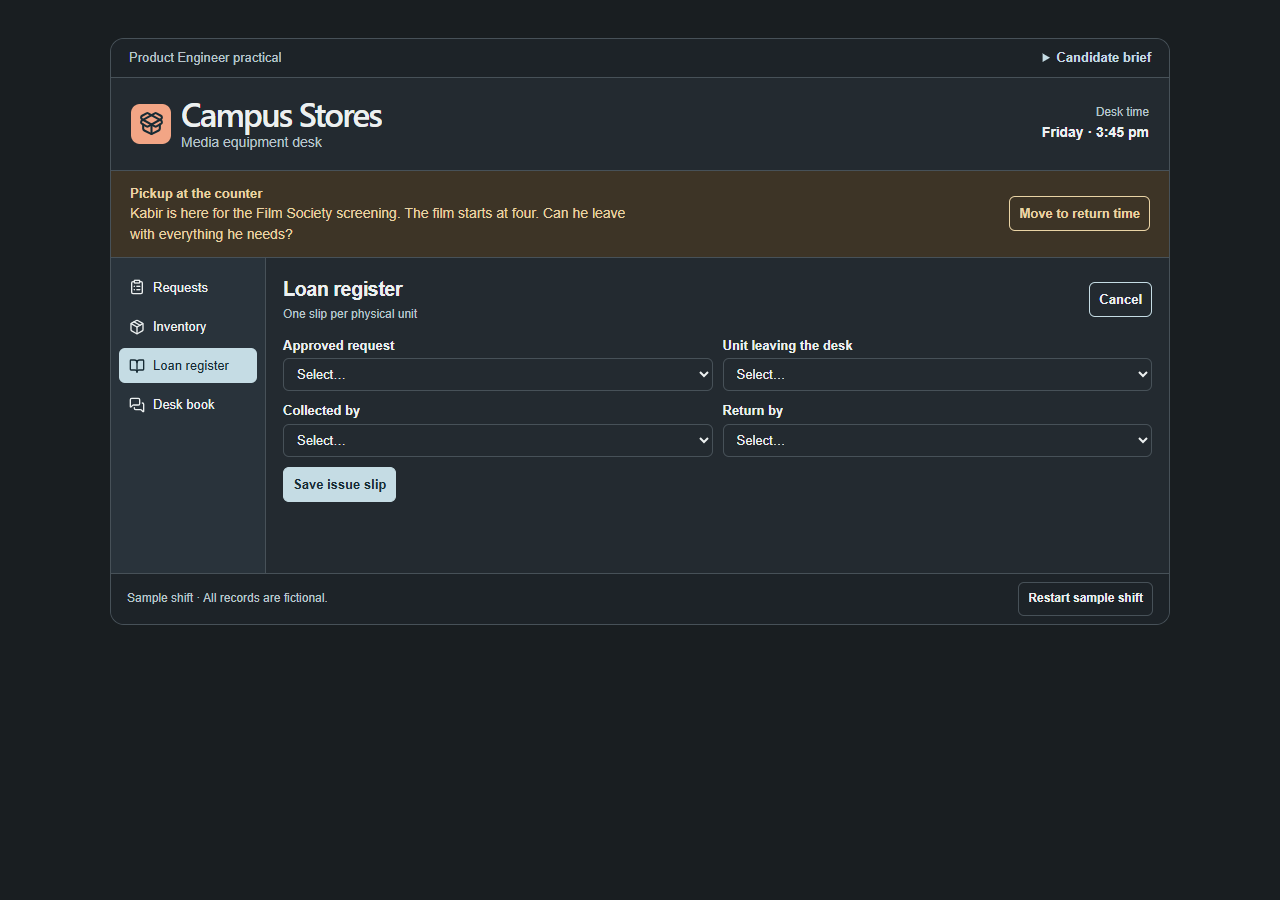 Product Engineer practical
Candidate brief
Campus Stores
Media equipment desk
Desk time
Friday · 3:45 pm
Pickup at the counter
Kabir is here for the Film Society screening. The film starts at four. Can he leave
with everything he needs?
Move to return time
Requests
Inventory
Loan register
Desk book
Loan register
One slip per physical unit
Cancel
Approved request
Unit leaving the desk
Select...
Select...
Collected by
Return by
Select...
Select...
Save issue slip
Sample shift · All records are fictional.
Restart sample shift